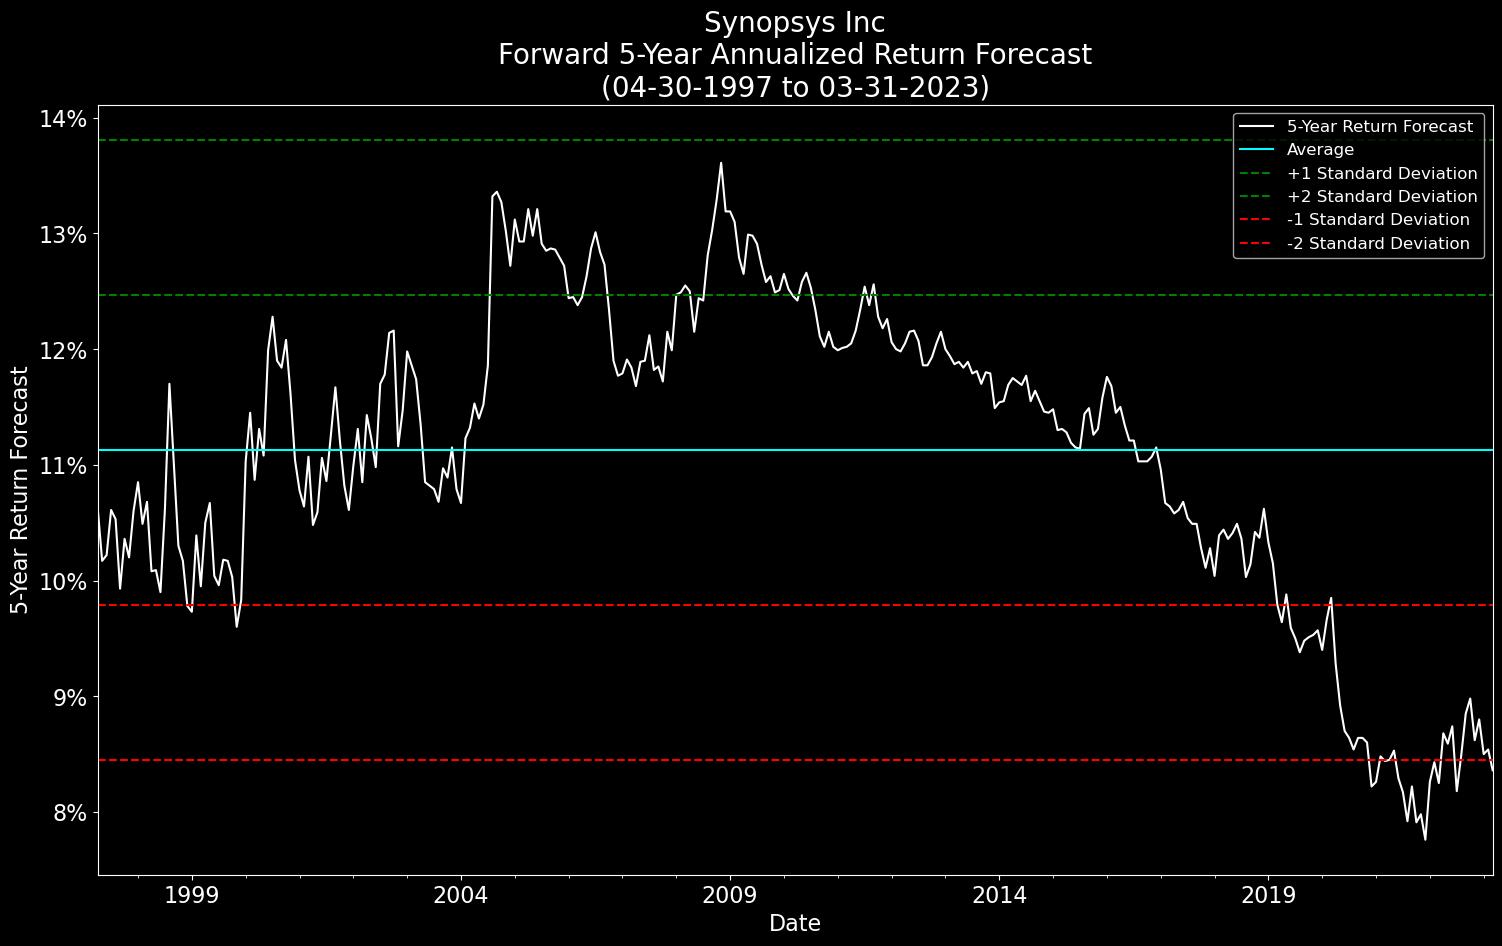 Synopsys Inc
Forward 5-Year Annualized Return Forecast
(04-30-1997 to 03-31-2023)
14%
13%
12%
11%
10%
9%
8%
5-Year Return Forecast
5-Year Return Forecast
Average
+1 Standard Deviation
+2 Standard Deviation
-1 Standard Deviation
-2 Standard Deviation
1999
2004
2009
2014
2019
Date